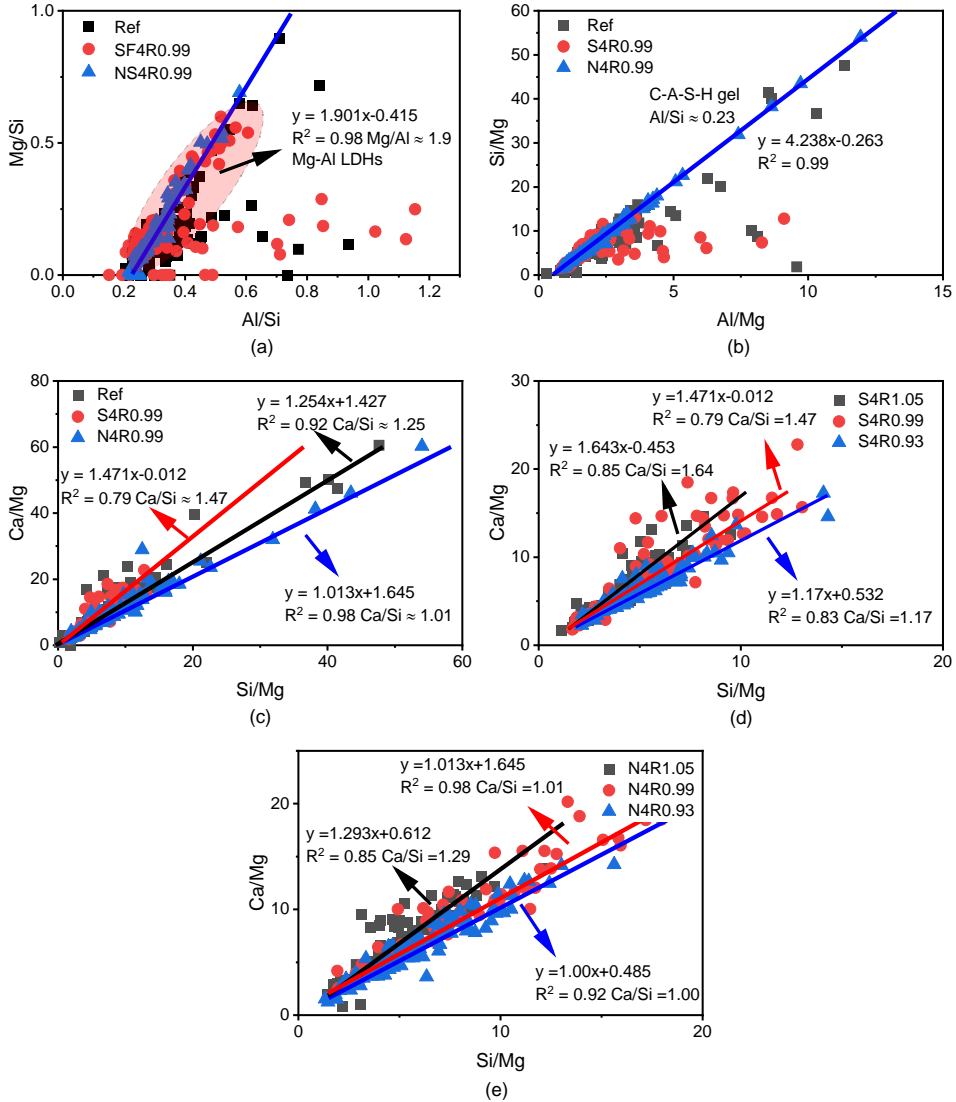 Ref
SF4R0.99
NS4R0.99
y = 1.901x-0.415
R² = 0.98 Mg/Al ≈ 1.9
Mg-Al LDHs
Mg/Si
1.0
0.5
0.0
0.0 0.2 0.4 0.6 0.8 1.0 1.2
Al/Si
(a)
Ref
S4R0.99
N4R0.99
C-A-S-H gel
Al/Si ≈ 0.23
y = 4.238x-0.263
R² = 0.99
Si/Mg
60
50
40
30
20
10
0
0 5 10 15
Al/Mg
(b)
Ref
S4R0.99
N4R0.99
y = 1.254x+1.427
R² = 0.92 Ca/Si ≈ 1.25
y = 1.471x-0.012
R² = 0.79 Ca/Si ≈ 1.47
y = 1.013x+1.645
R² = 0.98 Ca/Si ≈ 1.01
Ca/Mg
80
60
40
20
0
0 20 40 60
Si/Mg
(c)
y =1.471x-0.012
R² = 0.79 Ca/Si =1.47
S4R1.05
S4R0.99
S4R0.93
y =1.643x-0.453
R² = 0.85 Ca/Si =1.64
y =1.17x+0.532
R² = 0.83 Ca/Si =1.17
Ca/Mg
30
20
10
0
0 10 20
Si/Mg
(d)
y =1.013x+1.645
R² = 0.98 Ca/Si =1.01
N4R1.05
N4R0.99
N4R0.93
y =1.293x+0.612
R² = 0.85 Ca/Si =1.29
y =1.00x+0.485
R² = 0.92 Ca/Si =1.00
Ca/Mg
20
10
0
0 10 20
Si/Mg
(e)